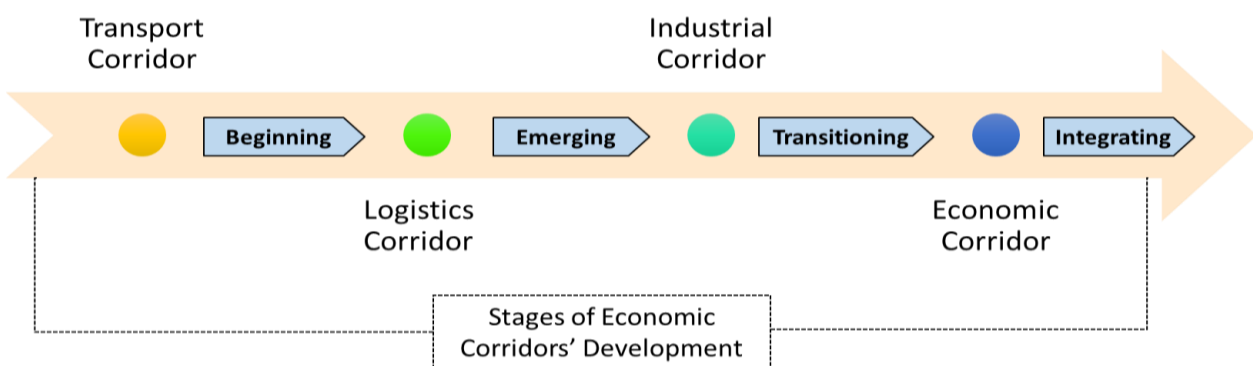 Transport
Corridor
Industrial
Corridor
Beginning
Emerging
Transitioning
Integrating
Logistics
Corridor
Economic
Corridor
Stages of Economic
Corridors’ Development